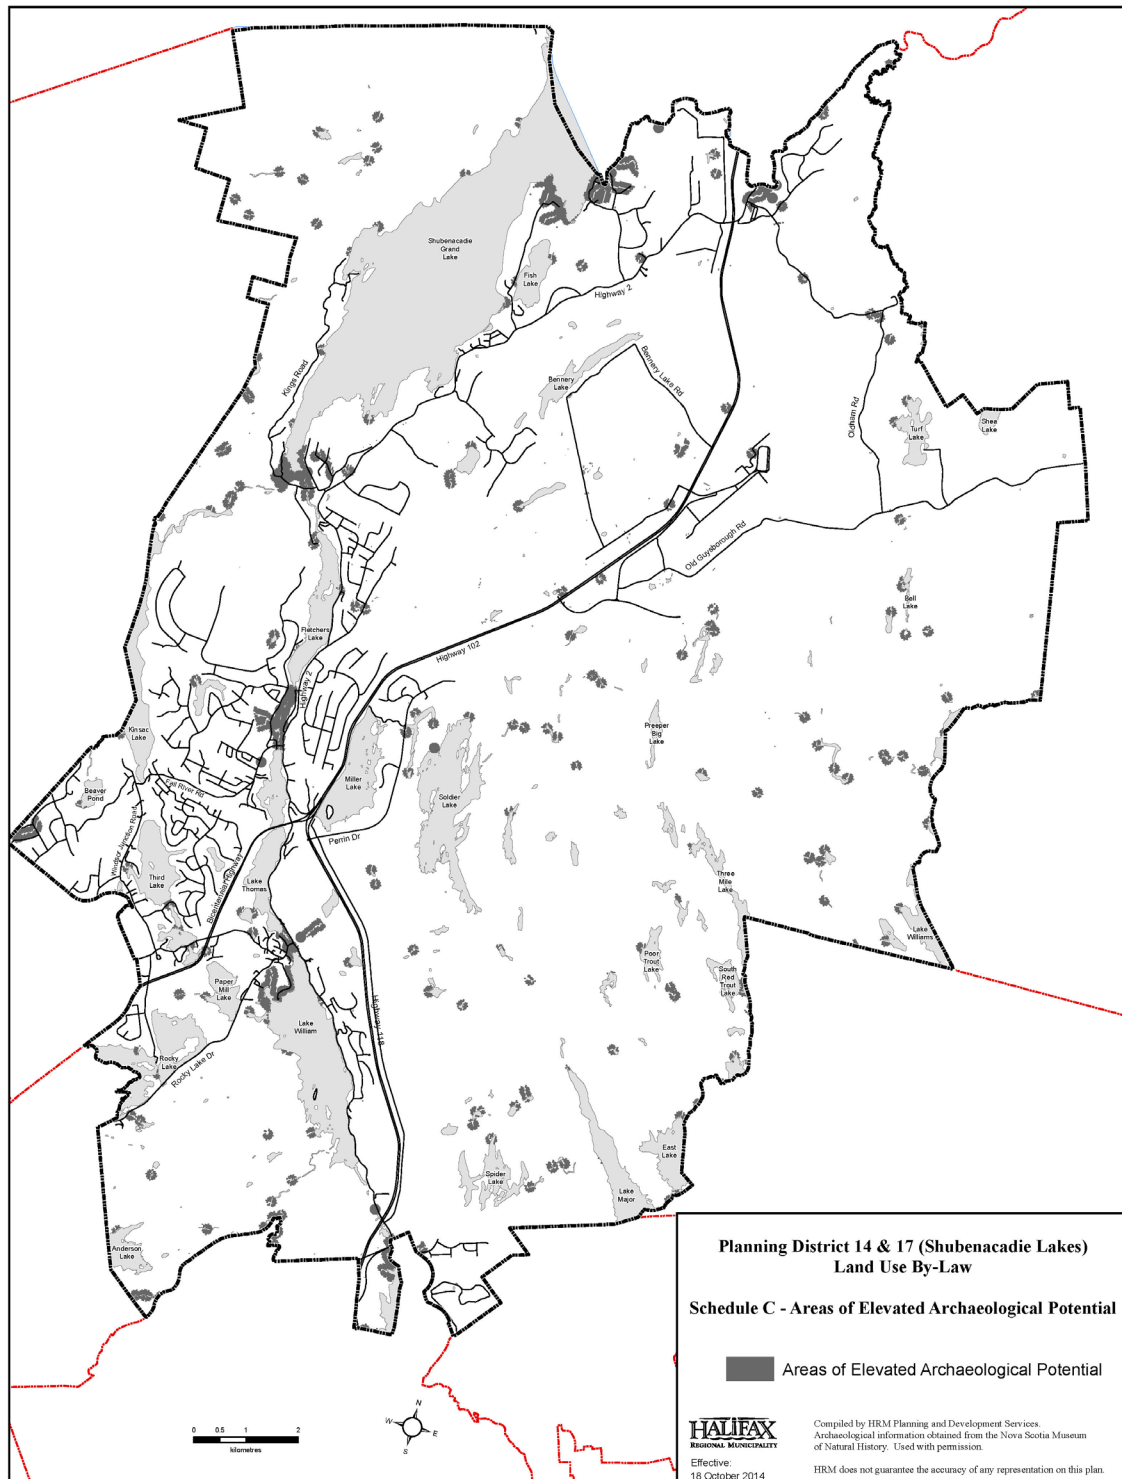 Shubenacadie
Grand
Lake
Fish
Lake
Highway 2
Kings Road
Bennery
Lake
Bennery Lake Rd
Oldham Rd
Turf
Lake
Shea
Lake
Old Guysborough Rd
Bell
Lake
Fletchers
Lake
Highway 102
Highway 2
Kinsac
Lake
Preeper
Big
Lake
Beaver
Pond
Fall River Rd
Miller
Lake
Soldier
Lake
Windsor Junction Road
Perrin Dr
Third
Lake
Bicentennial Highway
Lake
Thomas
Three
Mile
Lake
Lake
Williams
Poor
Trout
Lake
South
Red
Trout
Lake
Paper
Mill
Lake
Highway 118
Lake
William
Rocky
Lake
Rocky Lake Dr
East
Lake
Spider
Lake
Lake
Major
Anderson
Lake
Planning District 14 & 17 (Shubenacadie Lakes)
Land Use By-Law
Schedule C - Areas of Elevated Archaeological Potential
Areas of Elevated Archaeological Potential
N
W
E
S
0 0.5 1 2
kilometres
HALIFAX
REGIONAL MUNICIPALITY
Effective:
18 October 2014
Compiled by HRM Planning and Development Services.
Archaeological information obtained from the Nova Scotia Museum
of Natural History. Used with permission.
HRM does not guarantee the accuracy of any representation on this plan.